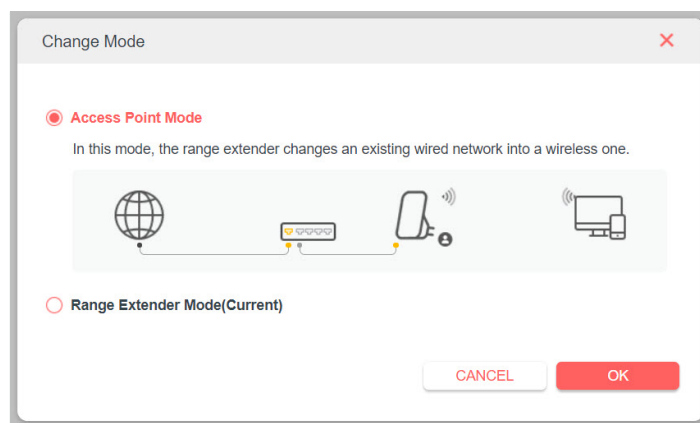 Change Mode
Access Point Mode
In this mode, the range extender changes an existing wired network into a wireless one.
Range Extender Mode(Current)
CANCEL
OK